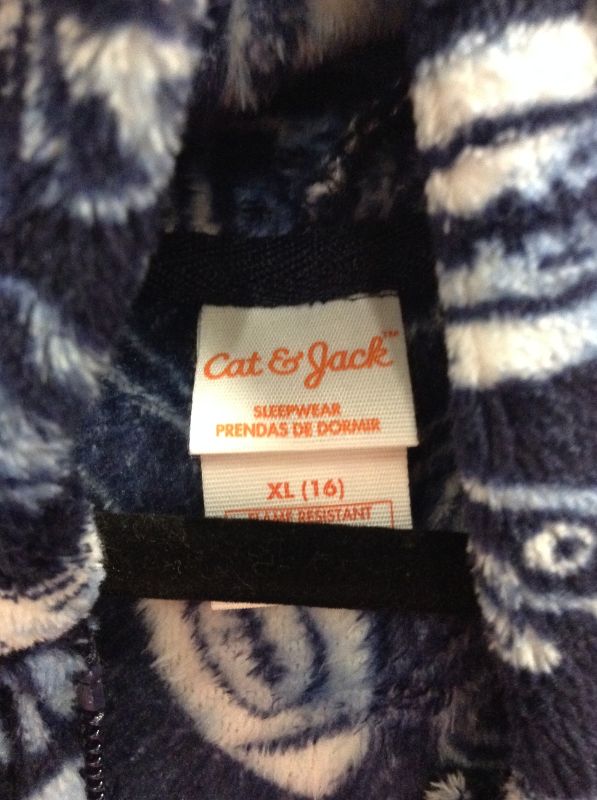 Cat & Jack™
SLEEPWEAR
PRENDAS DE DORMIR
XL (16)
FLAME RESISTANT